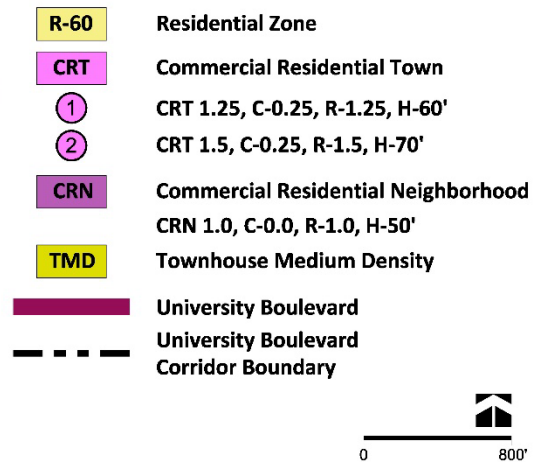 R-60 Residential Zone
CRT Commercial Residential Town
1 CRT 1.25, C-0.25, R-1.25, H-60'
2 CRT 1.5, C-0.25, R-1.5, H-70'
CRN Commercial Residential Neighborhood
CRN 1.0, C-0.0, R-1.0, H-50'
TMD Townhouse Medium Density
University Boulevard
University Boulevard
Corridor Boundary
0 800'